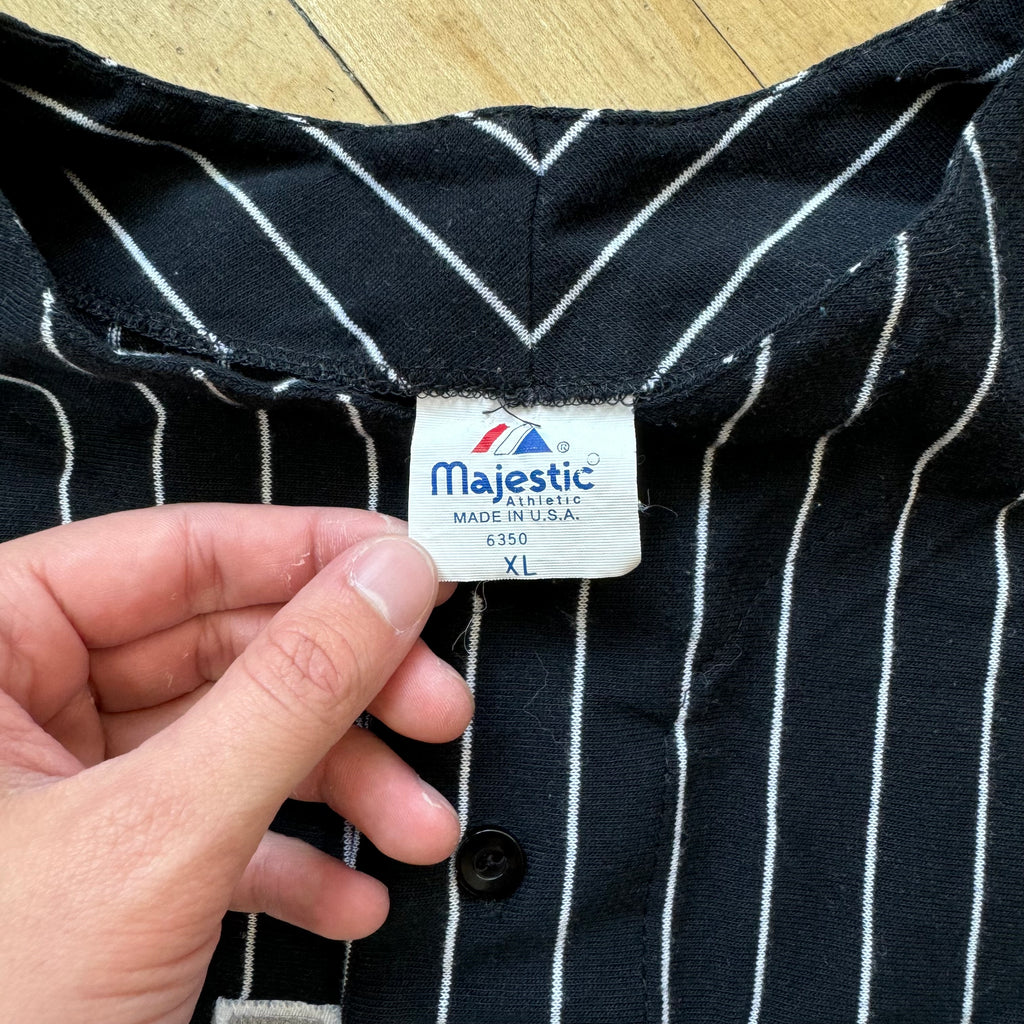 Majestic®
Athletic
MADE IN U.S.A.
6350
XL